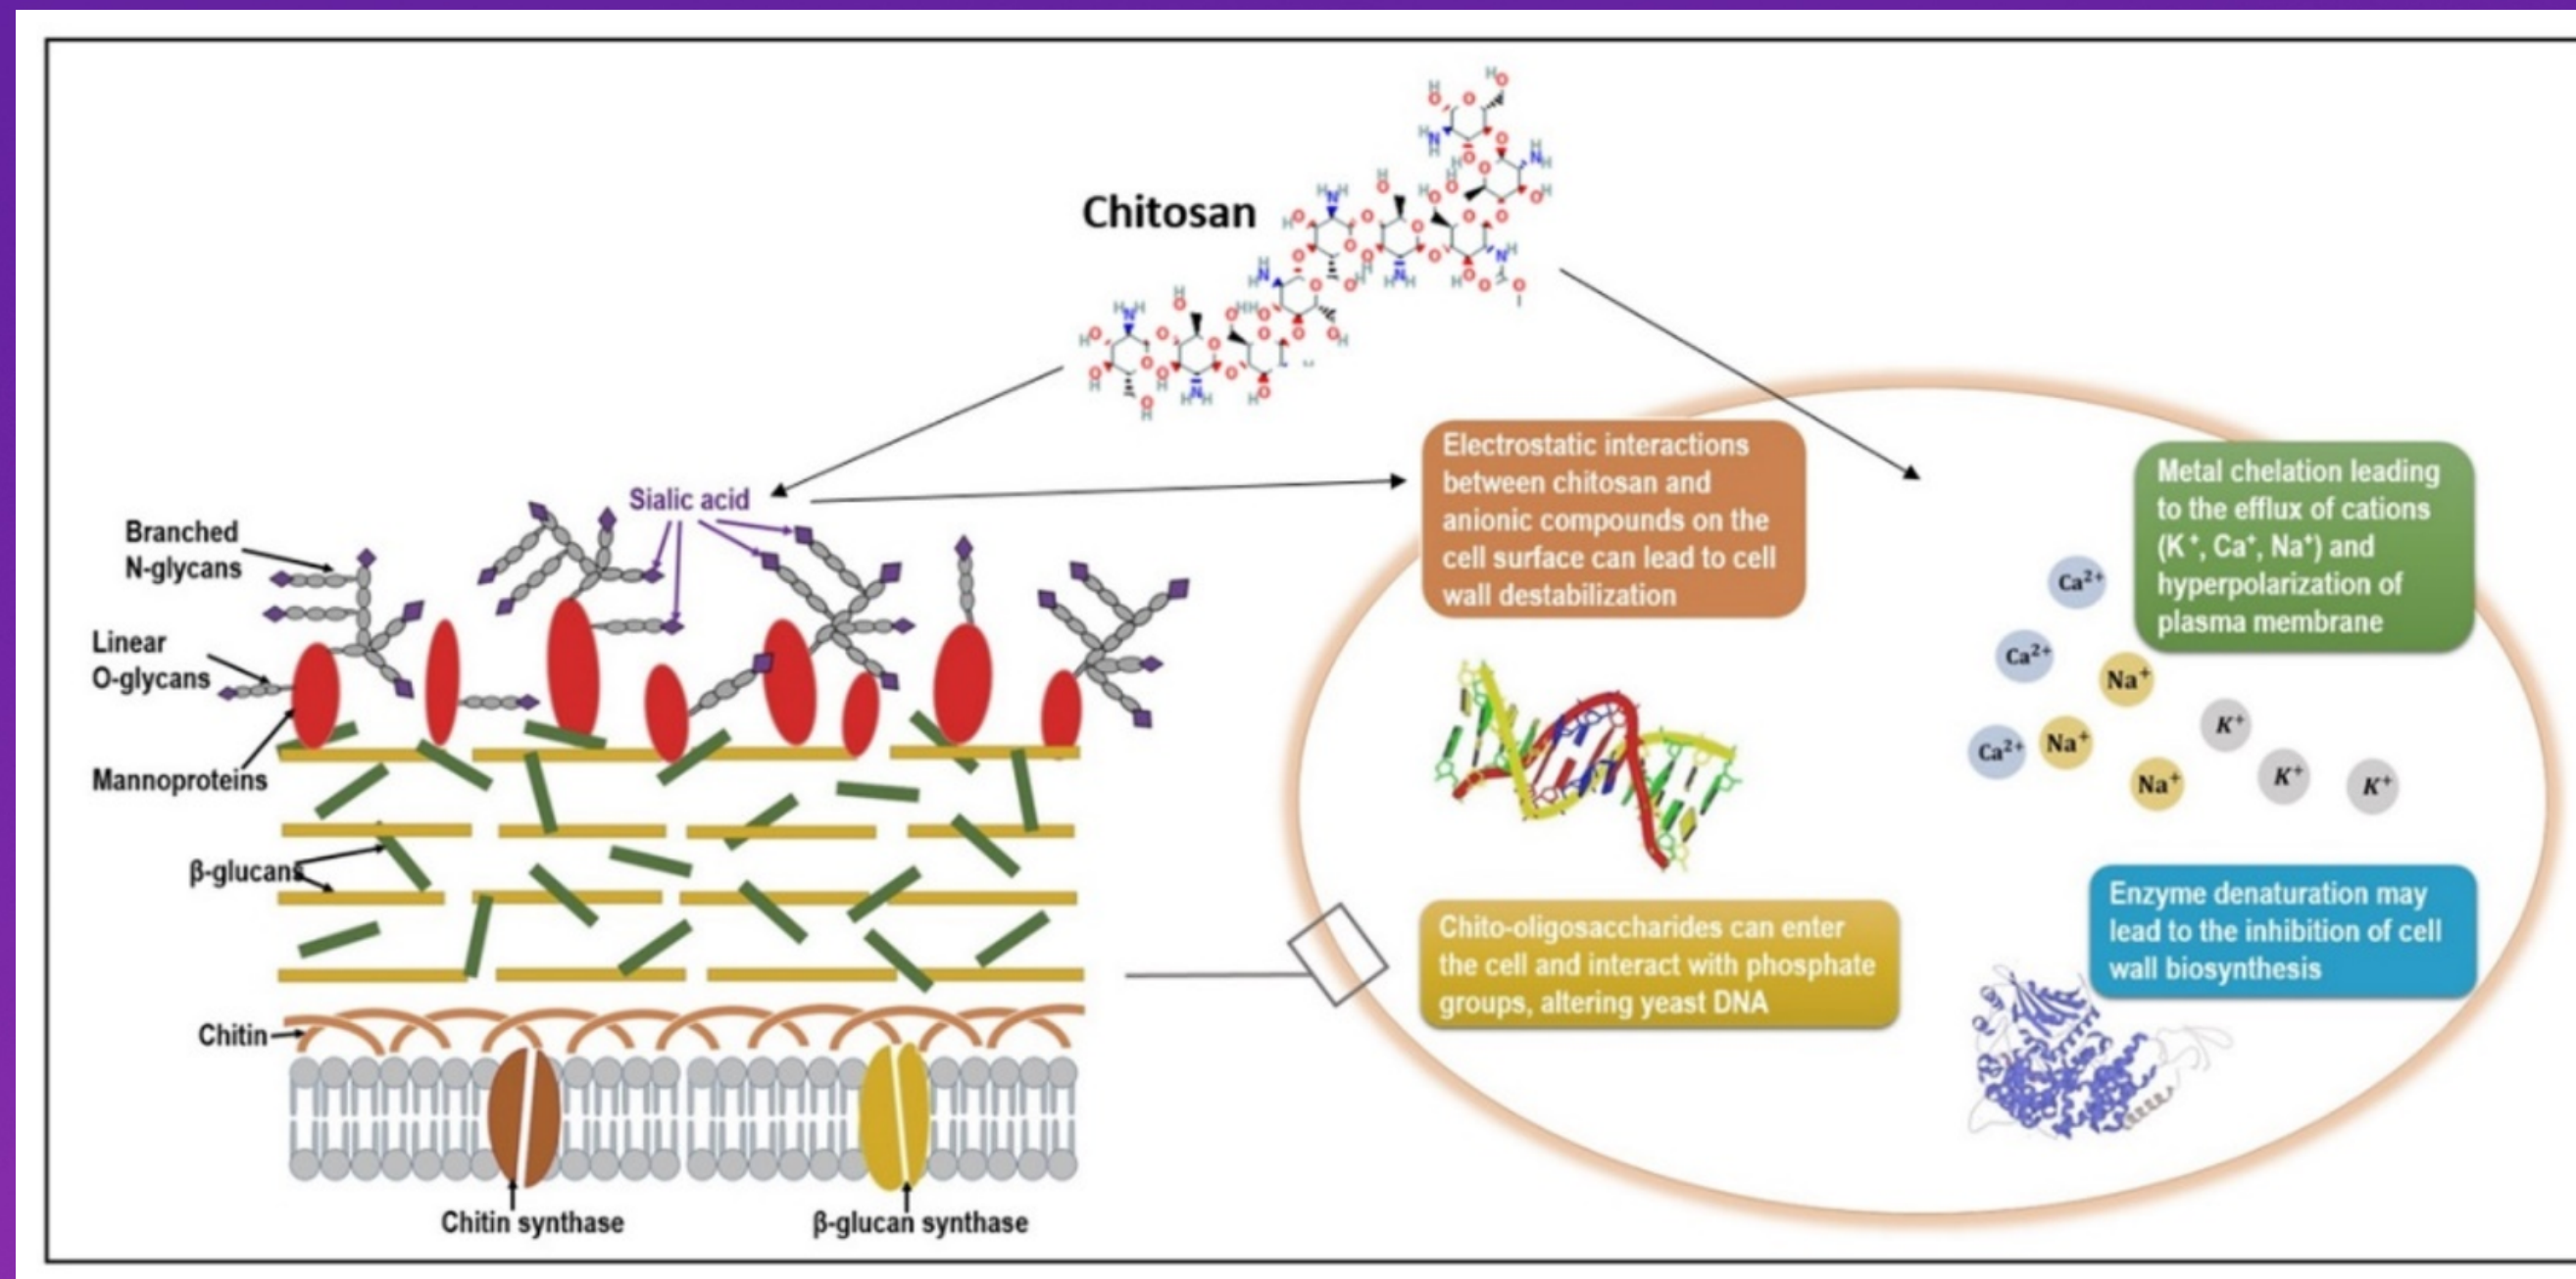 Chitosan
Sialic acid
Branched
N-glycans
Linear
O-glycans
Mannoproteins
β-glucans
Chitin
Chitin synthase
β-glucan synthase
Electrostatic interactions
between chitosan and
anionic compounds on the
cell surface can lead to cell
wall destabilization
Metal chelation leading
to the efflux of cations
(K⁺, Ca⁺, Na⁺) and
hyperpolarization of
plasma membrane
Ca²⁺
Ca²⁺
Na⁺
Ca²⁺
Na⁺
K⁺
Na⁺
K⁺
K⁺
Chito-oligosaccharides can enter
the cell and interact with phosphate
groups, altering yeast DNA
Enzyme denaturation may
lead to the inhibition of cell
wall biosynthesis